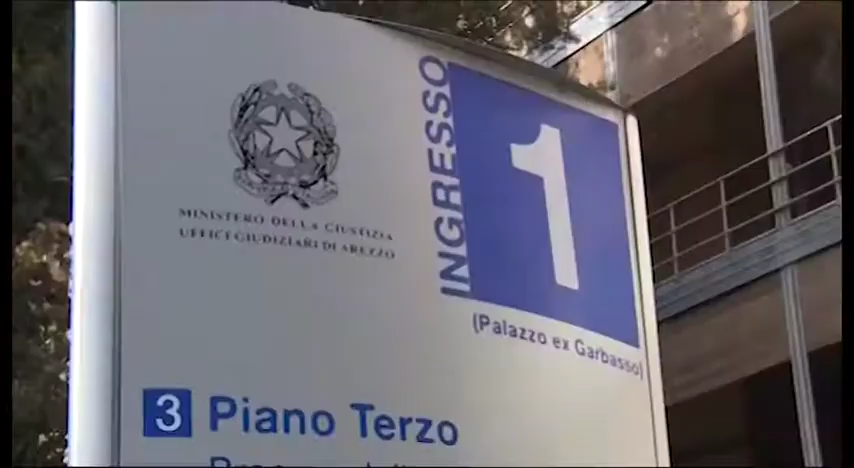 MINISTERO DELLA GIUSTIZIA
UFFICI GIUDIZIARI DI AREZZO
INGRESSO
1
(Palazzo ex Garbasso)
3 Piano Terzo